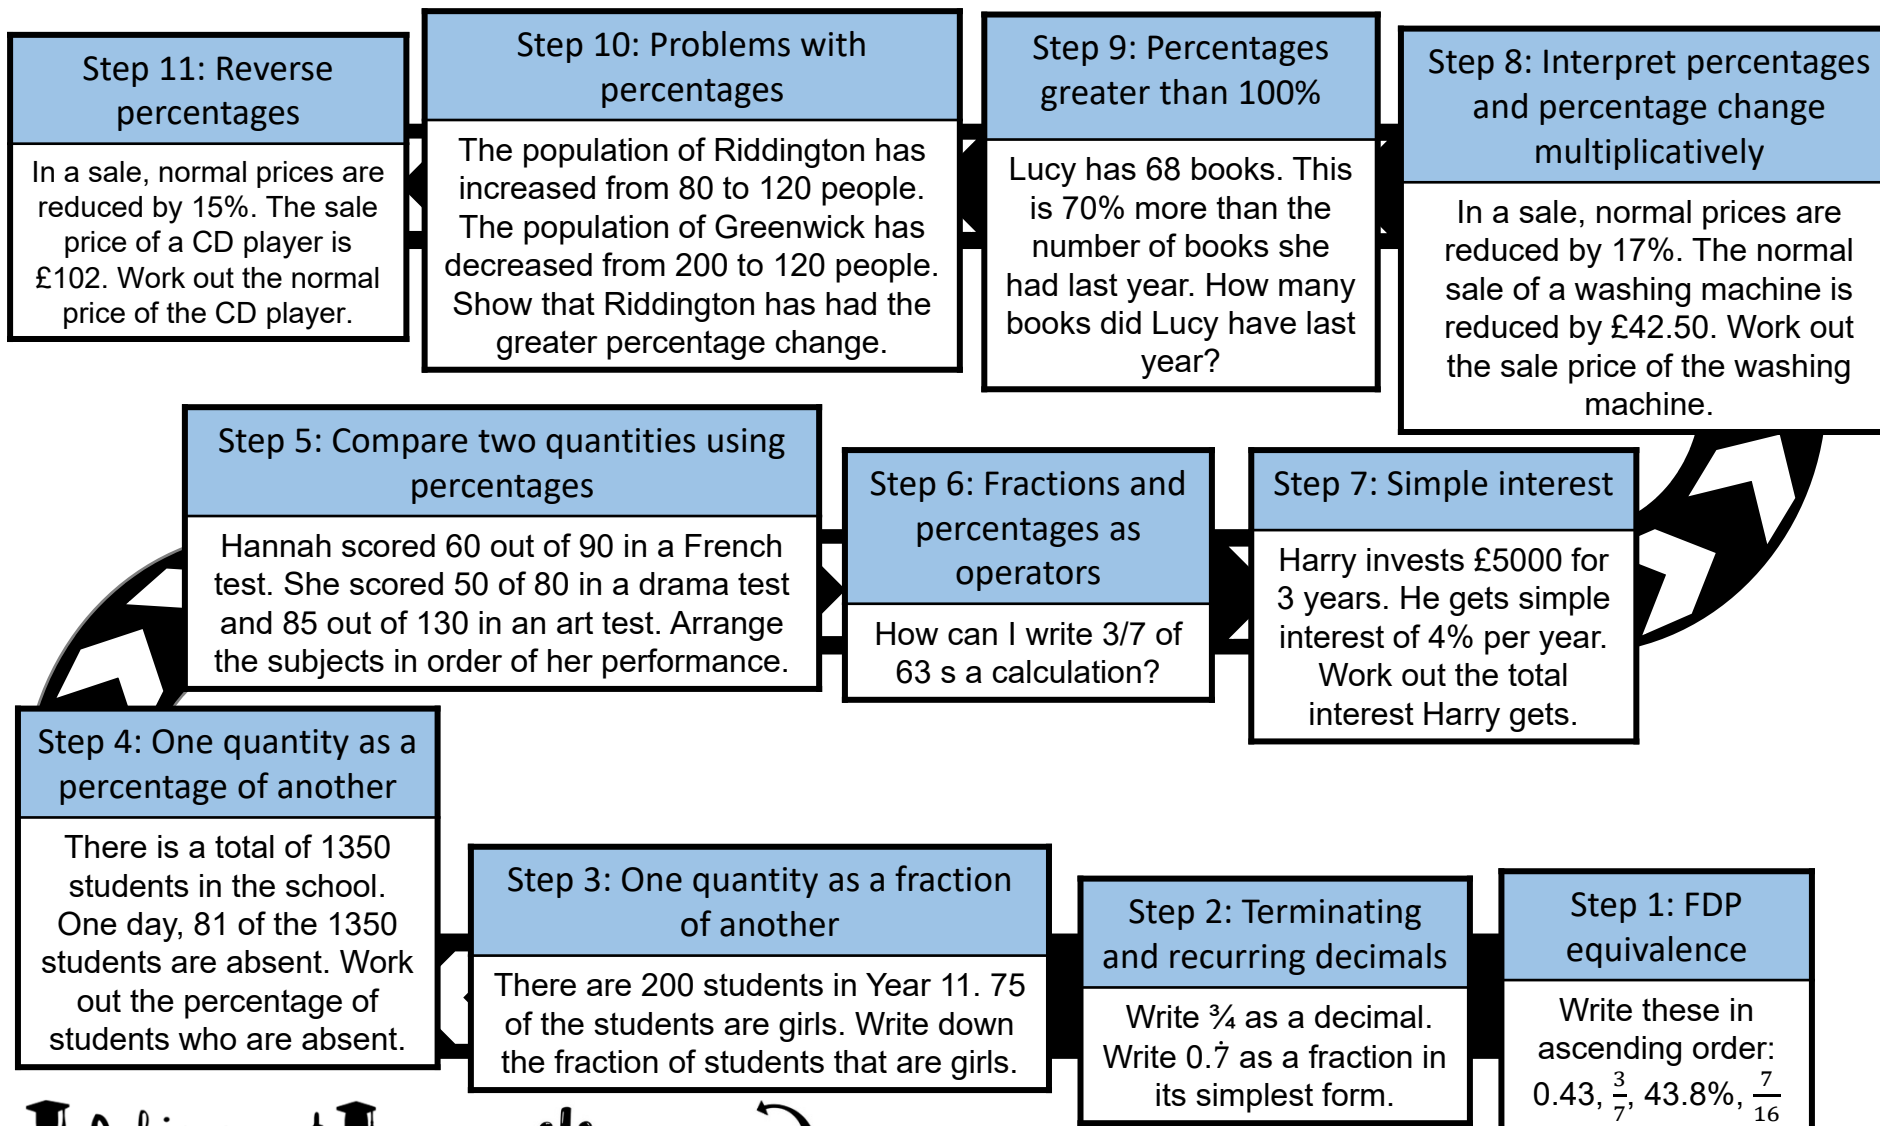 Step 11: Reverse
percentages
In a sale, normal prices are
reduced by 15%. The sale
price of a CD player is
£102. Work out the normal
price of the CD player.
Step 10: Problems with
percentages
The population of Riddington has
increased from 80 to 120 people.
The population of Greenwick has
decreased from 200 to 120 people.
Show that Riddington has had the
greater percentage change.
Step 9: Percentages
greater than 100%
Lucy has 68 books. This
is 70% more than the
number of books she
had last year. How many
books did Lucy have last
year?
Step 8: Interpret percentages
and percentage change
multiplicatively
In a sale, normal prices are
reduced by 17%. The normal
sale of a washing machine is
reduced by £42.50. Work out
the sale price of the washing
machine.
Step 5: Compare two quantities using
percentages
Hannah scored 60 out of 90 in a French
test. She scored 50 of 80 in a drama test
and 85 out of 130 in an art test. Arrange
the subjects in order of her performance.
Step 6: Fractions and
percentages as
operators
How can I write 3/7 of
63 s a calculation?
Step 7: Simple interest
Harry invests £5000 for
3 years. He gets simple
interest of 4% per year.
Work out the total
interest Harry gets.
Step 4: One quantity as a
percentage of another
There is a total of 1350
students in the school.
One day, 81 of the 1350
students are absent. Work
out the percentage of
students who are absent.
Step 3: One quantity as a fraction
of another
There are 200 students in Year 11. 75
of the students are girls. Write down
the fraction of students that are girls.
Step 2: Terminating
and recurring decimals
Write ¾ as a decimal.
Write 0.7̇ as a fraction in
its simplest form.
Step 1: FDP
equivalence
Write these in
ascending order:
0.43, 3/7, 43.8%, 7/16